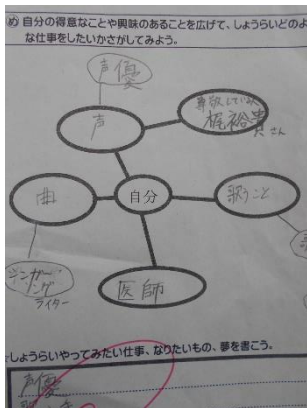 め 自分の得意なことや興味のあることを広げて、しょうらいどのよ
な仕事をしたいかさがしてみよう。
声優
声
尊敬している人
梶裕貴さん
曲
自分
歌うこと
シンガー
ソング
ライター
医師
しょうらいやってみたい仕事、なりたいもの、夢を書こう。
声優